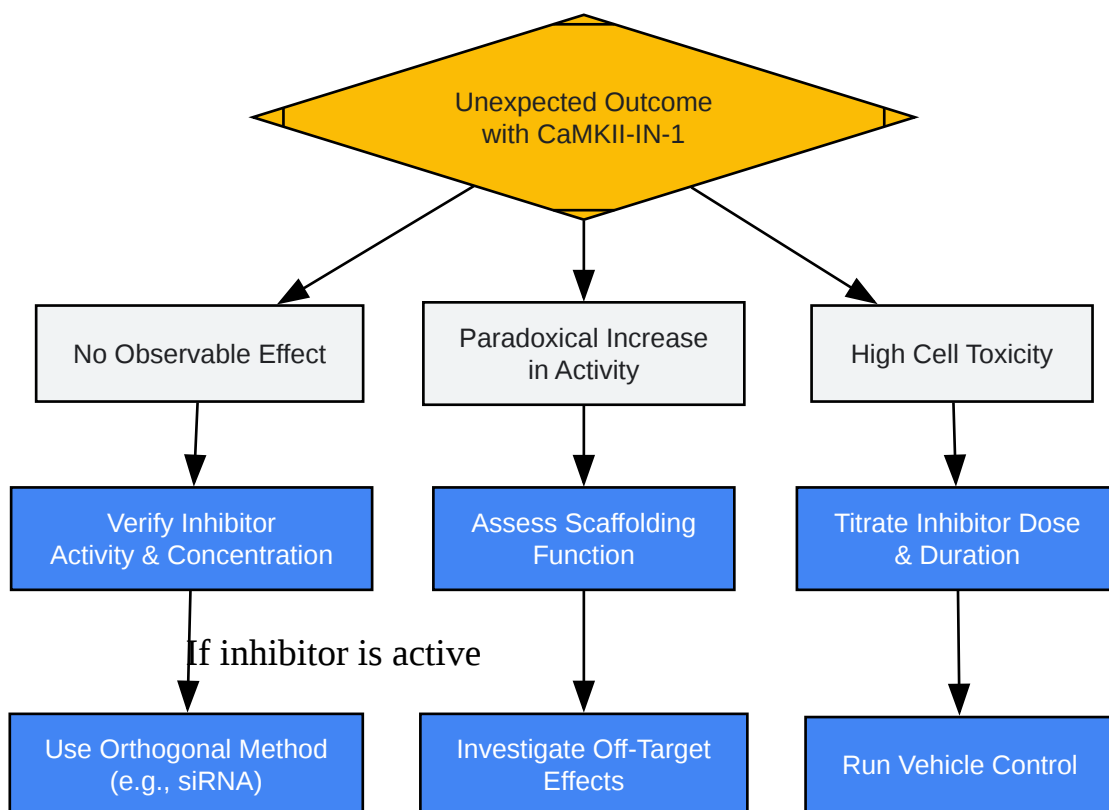 Unexpected Outcome
with CaMKII-IN-1
No Observable Effect
Paradoxical Increase
in Activity
High Cell Toxicity
Verify Inhibitor
Activity & Concentration
Assess Scaffolding
Function
Titrate Inhibitor Dose
& Duration
If inhibitor is active
Use Orthogonal Method
(e.g., siRNA)
Investigate Off-Target
Effects
Run Vehicle Control